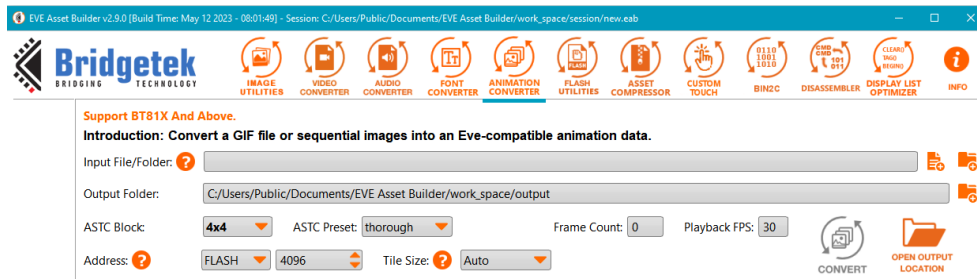 EVE Asset Builder v2.9.0 [Build Time: May 12 2023 - 08:01:49] - Session: C:/Users/Public/Documents/EVE Asset Builder/work_space/session/new.eab
Bridgetek
BRIDGING TECHNOLOGY
IMAGE UTILITIES
VIDEO CONVERTER
AUDIO CONVERTER
FONT CONVERTER
ANIMATION CONVERTER
FLASH
FLASH UTILITIES
ASSET COMPRESSOR
CUSTOM TOUCH
0110
1001
1010
BIN2C
CMD
CMD
101
011
DISASSEMBLER
CLEAR()
TAG()
BEGIN()
DISPLAY LIST OPTIMIZER
i
INFO
Support BT81X And Above.
Introduction: Convert a GIF file or sequential images into an Eve-compatible animation data.
Input File/Folder: ?
Output Folder: C:/Users/Public/Documents/EVE Asset Builder/work_space/output
ASTC Block: 4x4 ASTC Preset: thorough Frame Count: 0 Playback FPS: 30
Address: ? FLASH 4096 Tile Size: ? Auto
CONVERT
OPEN OUTPUT LOCATION